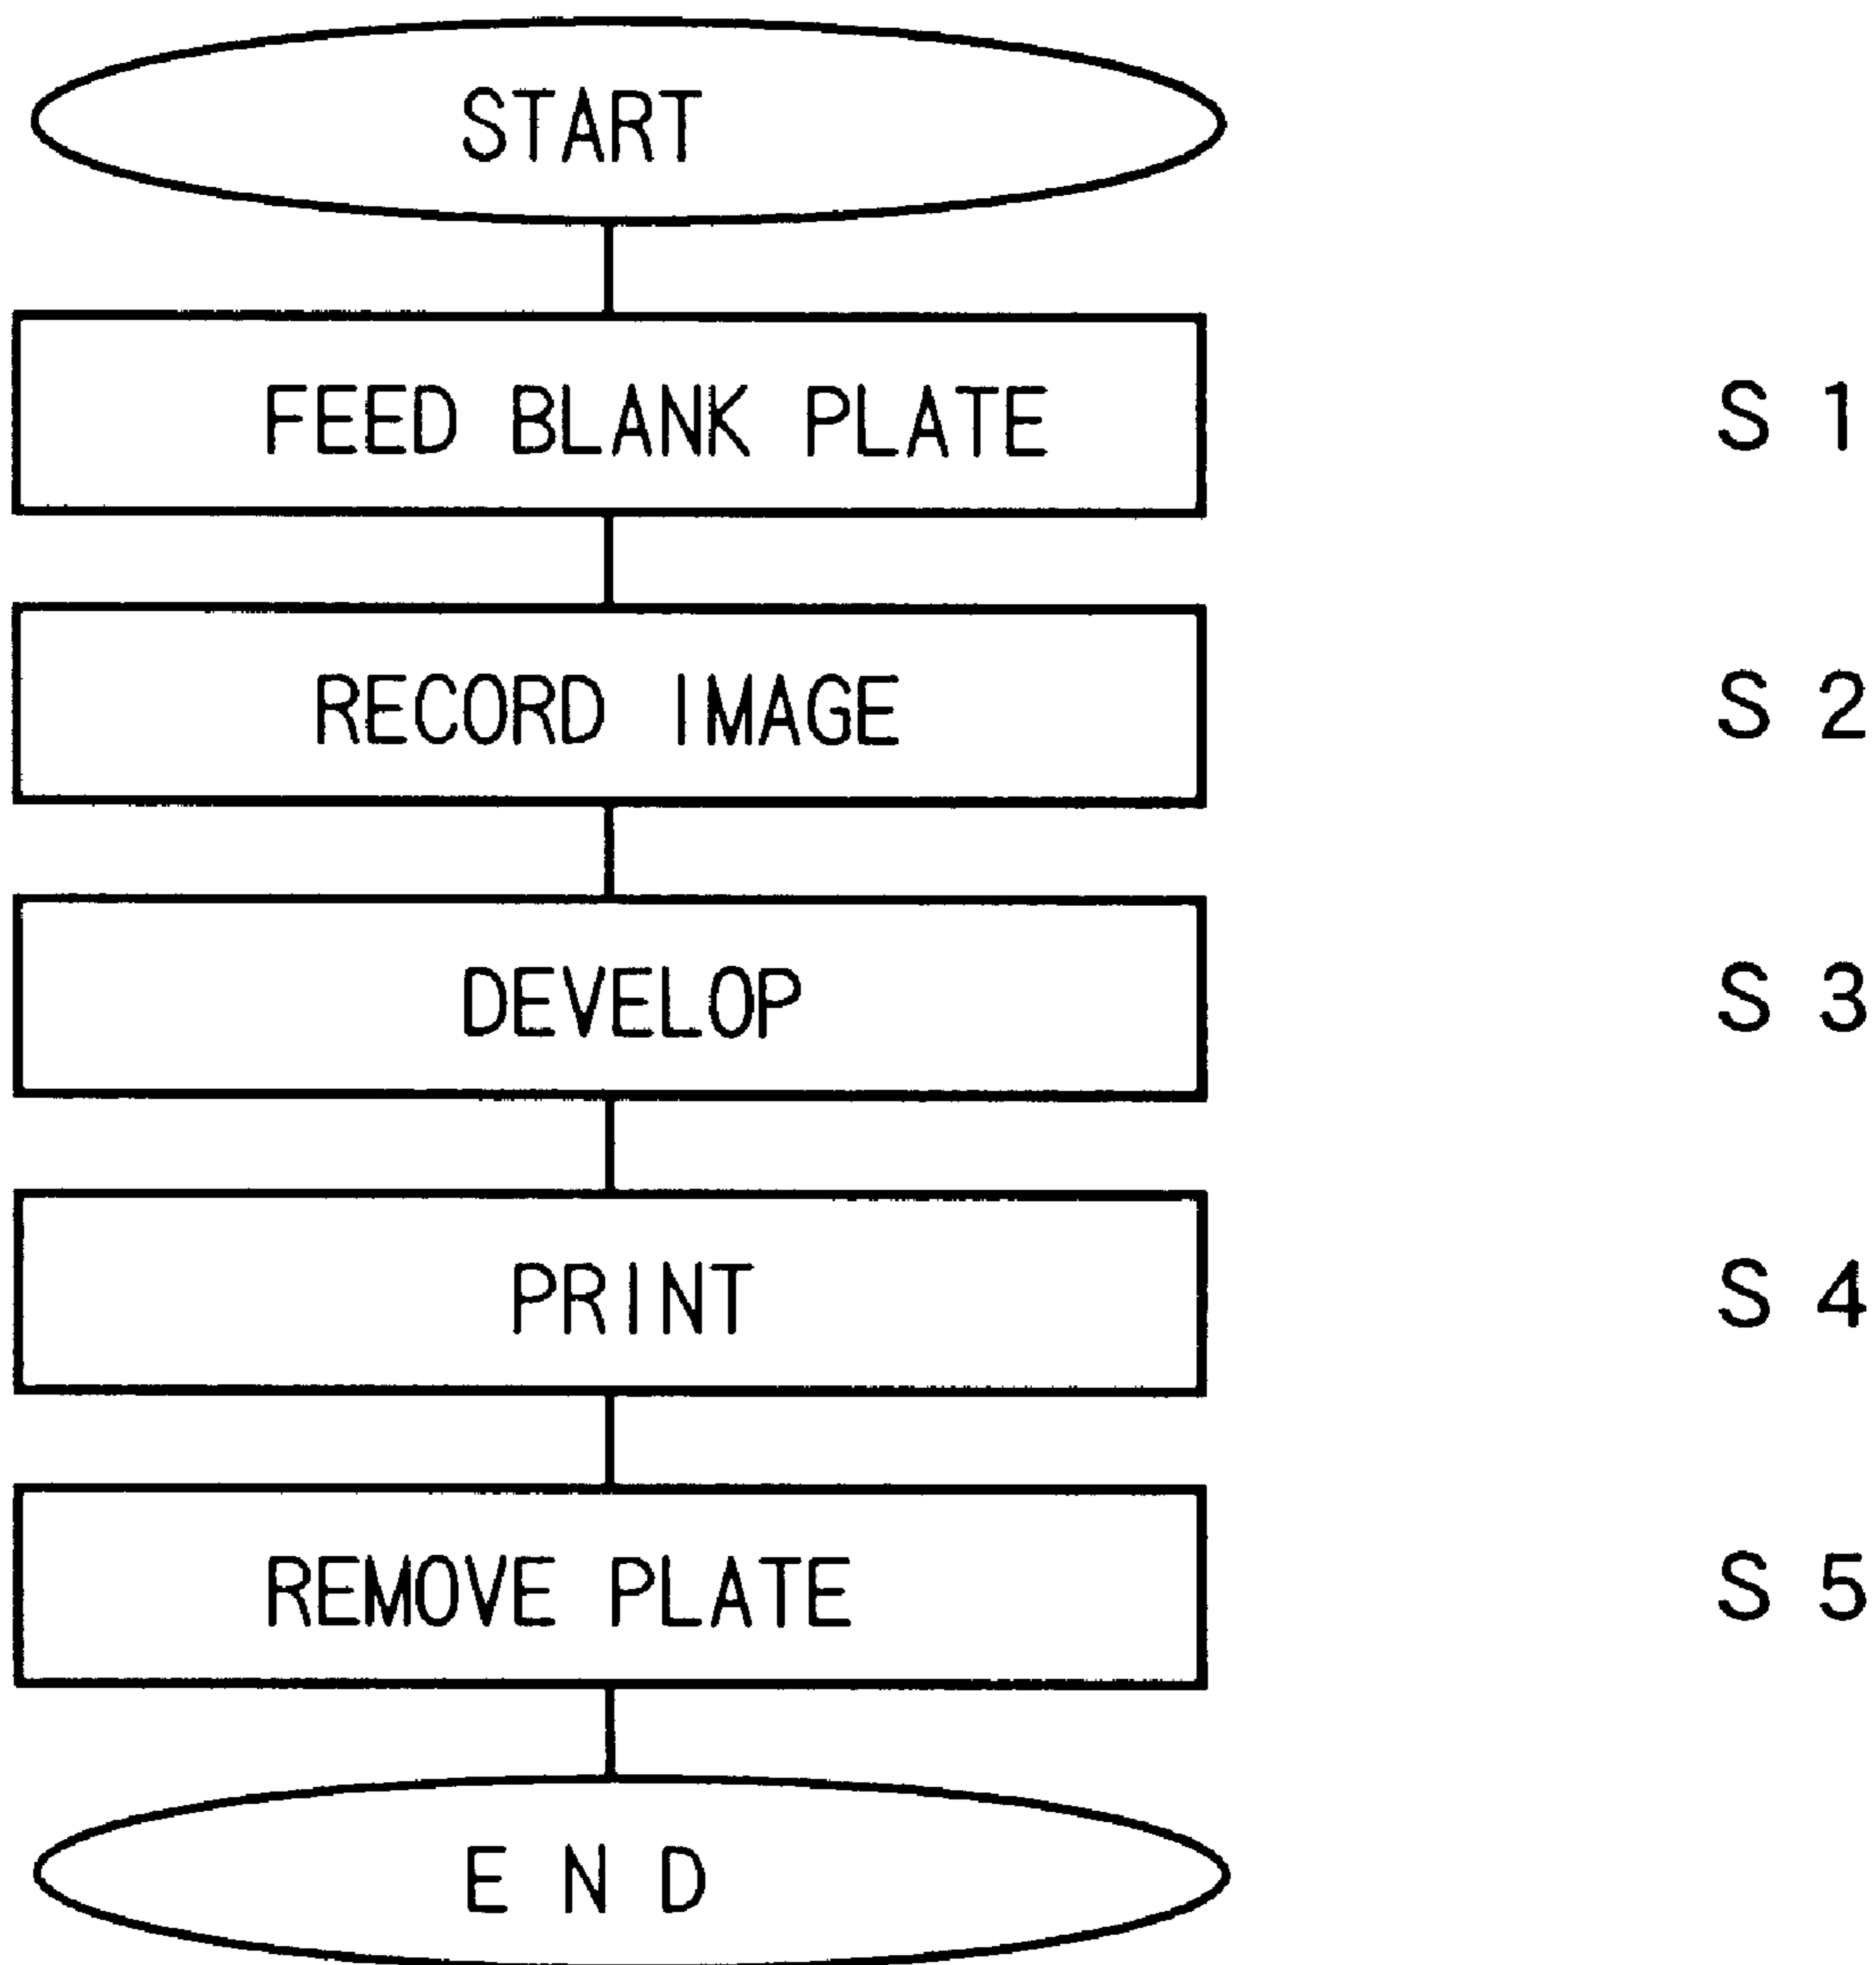 START
FEED BLANK PLATE S 1
RECORD IMAGE S 2
DEVELOP S 3
PRINT S 4
REMOVE PLATE S 5
E N D